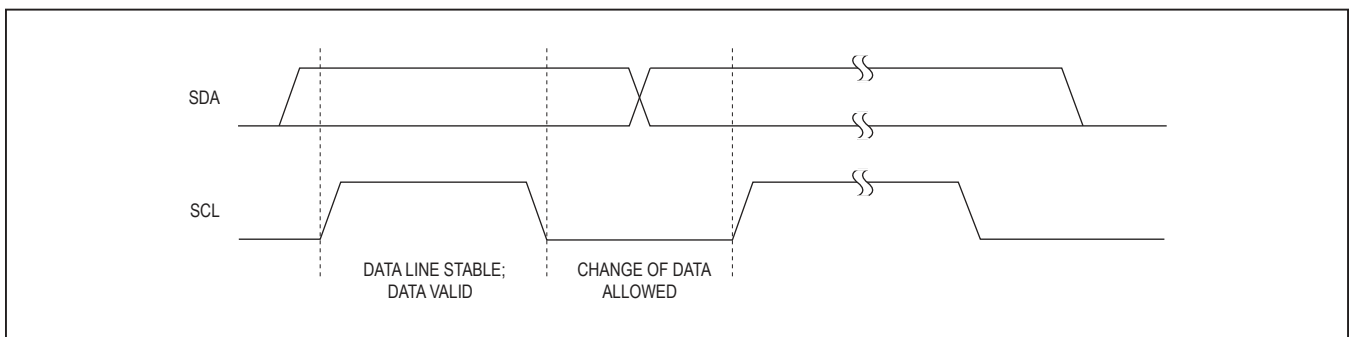 SDA
SCL
DATA LINE STABLE;
DATA VALID
CHANGE OF DATA
ALLOWED